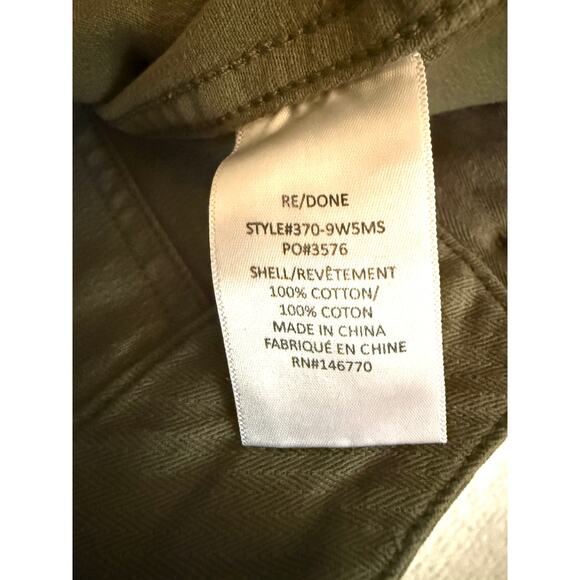 RE/DONE
STYLE#370-9W5MS
PO#3576
SHELL/REVÊTEMENT
100% COTTON/
100% COTON
MADE IN CHINA
FABRIQUÉ EN CHINE
RN#146770